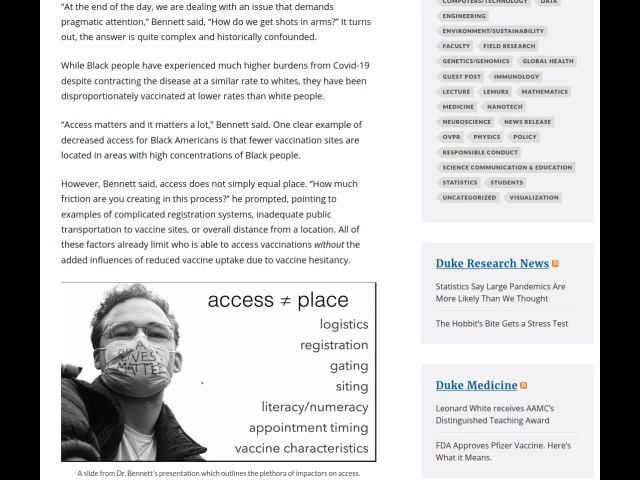 “At the end of the day, we are dealing with an issue that demands
pragmatic attention,” Bennett said, “How do we get shots in arms?” It turns
out, the answer is quite complex and historically confounded.
While Black people have experienced much higher burdens from Covid-19
despite contracting the disease at a similar rate to whites, they have been
disproportionately vaccinated at lower rates than white people.
“Access matters and it matters a lot,” Bennett said. One clear example of
decreased access for Black Americans is that fewer vaccination sites are
located in areas with high concentrations of Black people.
However, Bennett said, access does not simply equal place. “How much
friction are you creating in this process?” he prompted, pointing to
examples of complicated registration systems, inadequate public
transportation to vaccine sites, or overall distance from a location. All of
these factors already limit who is able to access vaccinations without the
added influences of reduced vaccine uptake due to vaccine hesitancy.
access ≠ place
logistics
registration
gating
siting
literacy/numeracy
appointment timing
vaccine characteristics
LIVES
MATTER
A slide from Dr. Bennett’s presentation which outlines the plethora of impactors on access.
COMPUTERS/TECHNOLOGY DATA
ENGINEERING
ENVIRONMENT/SUSTAINABILITY
FACULTY FIELD RESEARCH
GENETICS/GENOMICS GLOBAL HEALTH
GUEST POST IMMUNOLOGY
LECTURE LEMURS MATHEMATICS
MEDICINE NANOTECH
NEUROSCIENCE NEWS RELEASE
OVPR PHYSICS POLICY
RESPONSIBLE CONDUCT
SCIENCE COMMUNICATION & EDUCATION
STATISTICS STUDENTS
UNCATEGORIZED VISUALIZATION
Duke Research News
Statistics Say Large Pandemics Are
More Likely Than We Thought
The Hobbit’s Bite Gets a Stress Test
Duke Medicine
Leonard White receives AAMC’s
Distinguished Teaching Award
FDA Approves Pfizer Vaccine. Here’s
What it Means.